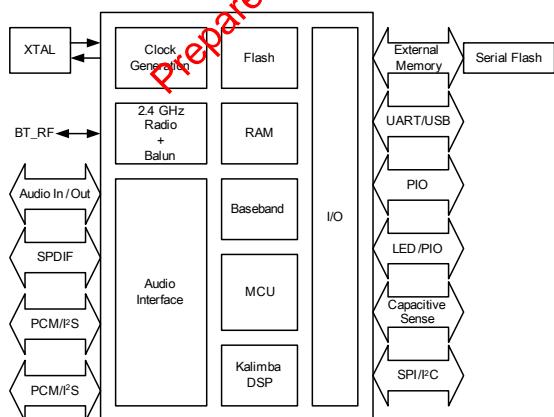 Prepare
XTAL
Clock
Generation
Flash
External
Memory
Serial Flash
2.4 GHz
Radio
+
Balun
BT_RF
RAM
UART/USB
PIO
Audio In / Out
Baseband
I/O
LED/PIO
SPDIF
Audio
Interface
MCU
Capacitive
Sense
PCM/I²S
Kalimba
DSP
SPI/I²C
PCM/I²S